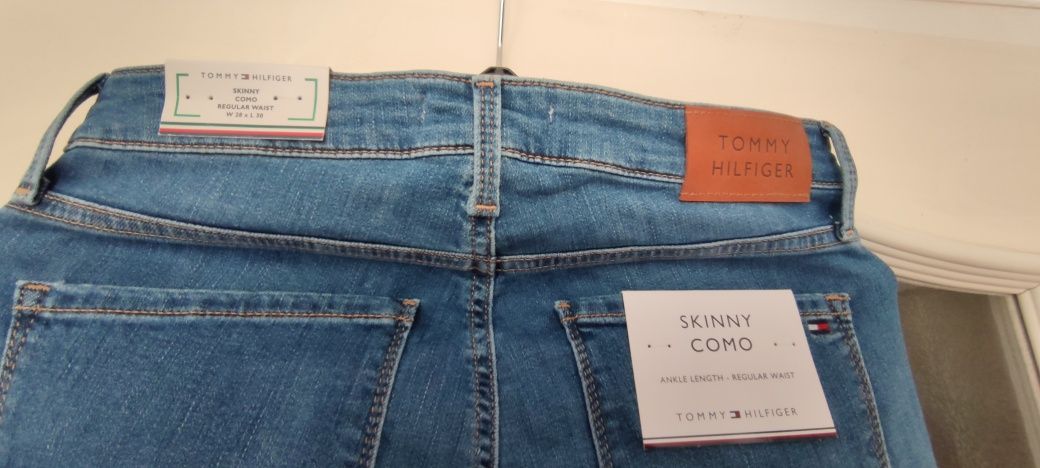 TOMMY HILFIGER
SKINNY
COMO
REGULAR WAIST
W 28 x L 30
TOMMY
HILFIGER
SKINNY
COMO
ANKLE LENGTH - REGULAR WAIST
TOMMY HILFIGER